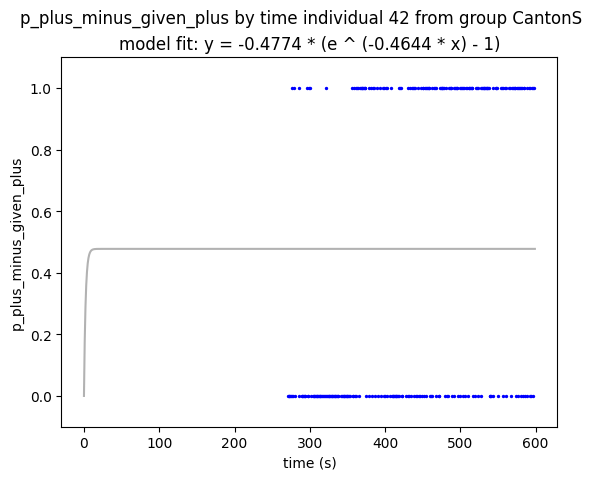 p_plus_minus_given_plus by time individual 42 from group CantonS
model fit: y = -0.4774 * (e ^ (-0.4644 * x) - 1)
1.0
0.8
0.6
0.4
0.2
0.0
p_plus_minus_given_plus
0 100 200 300 400 500 600
time (s)